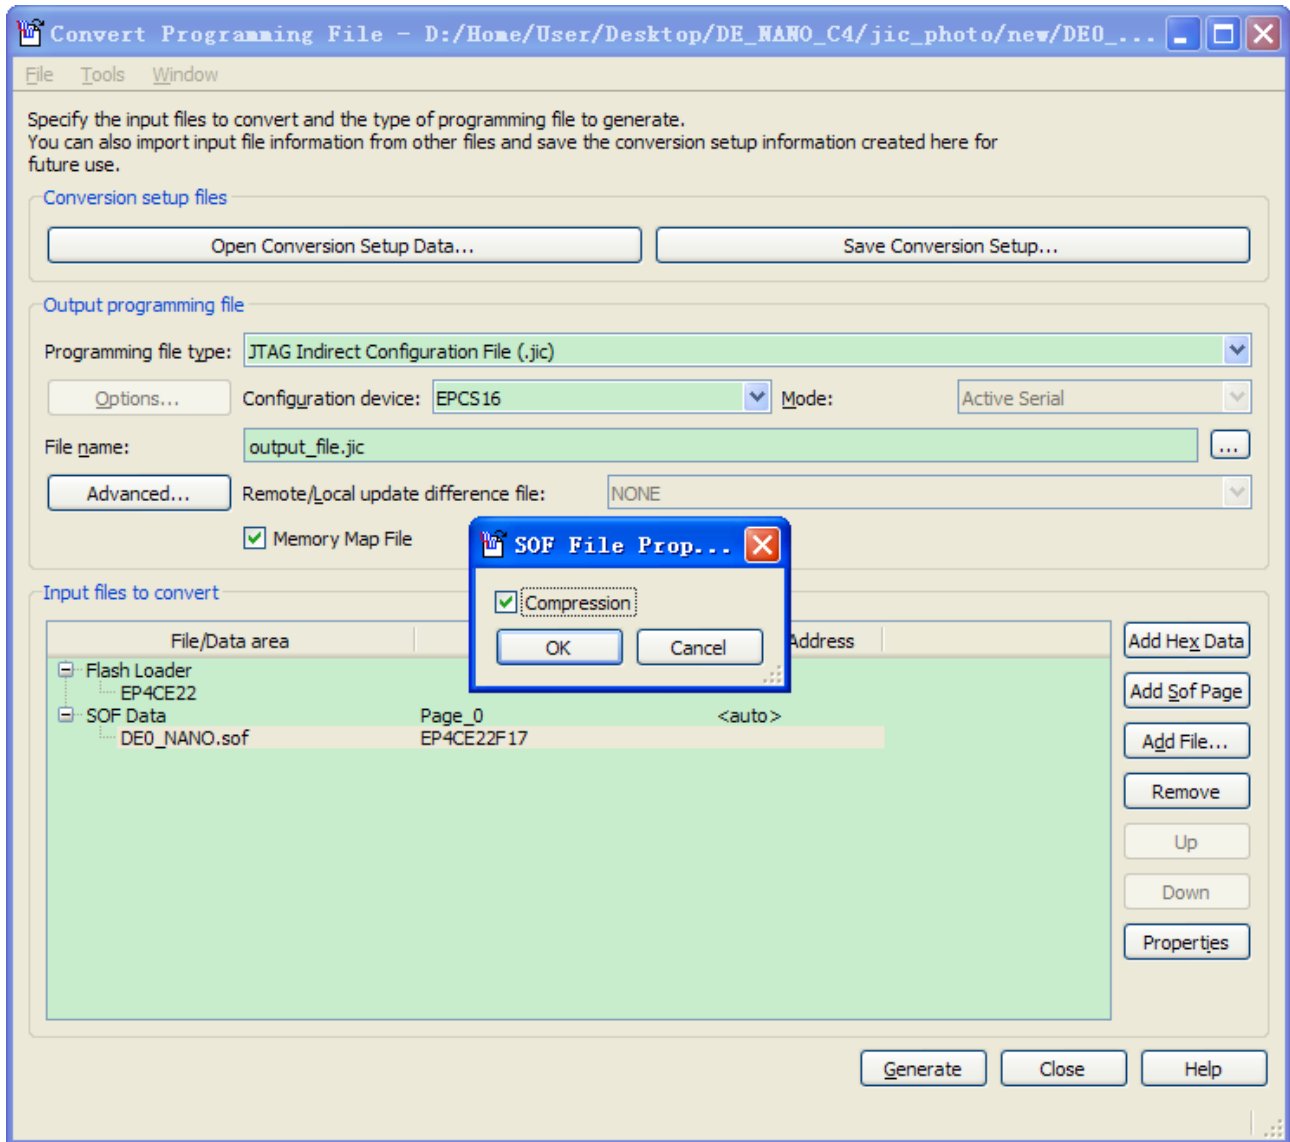 Convert Programming File - D:/Home/User/Desktop/DE_NANO_C4/jic_photo/new/DE0_...
File Tools Window
Specify the input files to convert and the type of programming file to generate.
You can also import input file information from other files and save the conversion setup information created here for
future use.
Conversion setup files
Open Conversion Setup Data... Save Conversion Setup...
Output programming file
Programming file type: JTAG Indirect Configuration File (.jic)
Options... Configuration device: EPCS16 Mode: Active Serial
File name: output_file.jic ...
Advanced... Remote/Local update difference file: NONE
Memory Map File
SOF File Prop...
Compression
OK Cancel
Input files to convert
File/Data area Address
Flash Loader
EP4CE22
SOF Data Page_0 <auto>
DE0_NANO.sof EP4CE22F17
Add Hex Data
Add Sof Page
Add File...
Remove
Up
Down
Properties
Generate Close Help